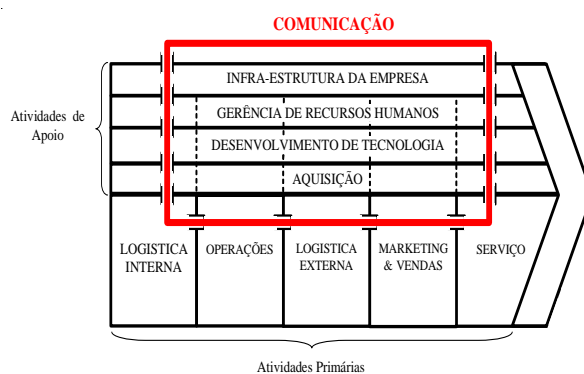 COMUNICAÇÃO
INFRA-ESTRUTURA DA EMPRESA
Atividades de
Apoio
GERÊNCIA DE RECURSOS HUMANOS
DESENVOLVIMENTO DE TECNOLOGIA
AQUISIÇÃO
LOGISTICA
INTERNA
OPERAÇÕES
LOGISTICA
EXTERNA
MARKETING
& VENDAS
SERVIÇO
Atividades Primárias